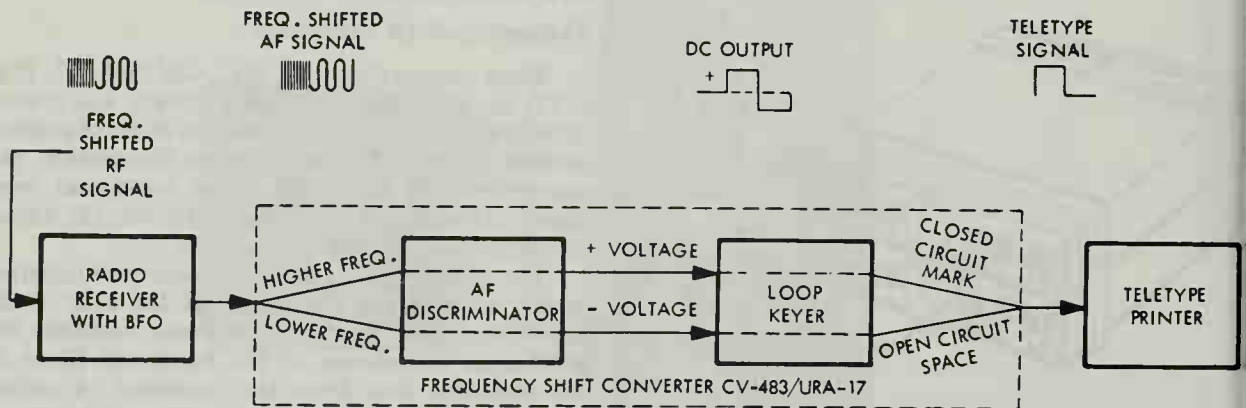 FREQ. SHIFTED
AF SIGNAL
DC OUTPUT
+
TELETYPE
SIGNAL
FREQ.
SHIFTED
RF
SIGNAL
RADIO
RECEIVER
WITH BFO
HIGHER FREQ.
LOWER FREQ.
AF
DISCRIMINATOR
+ VOLTAGE
- VOLTAGE
LOOP
KEYER
CLOSED
CIRCUIT
MARK
OPEN CIRCUIT
SPACE
TELETYPE
PRINTER
FREQUENCY SHIFT CONVERTER CV-483/URA-17